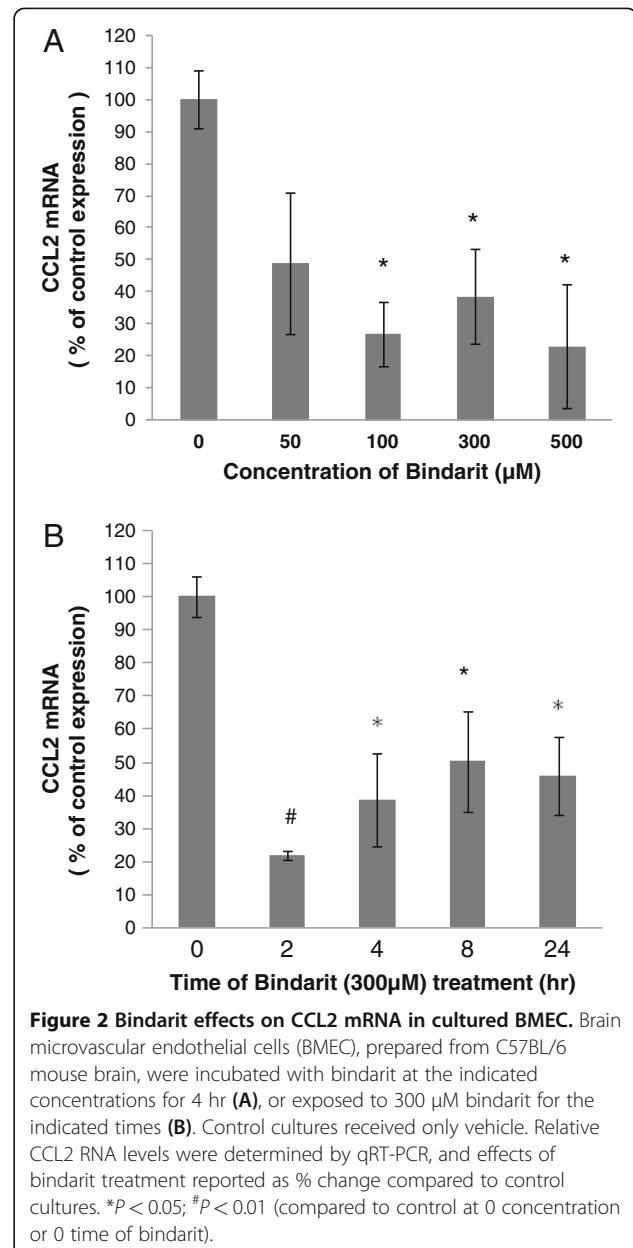 A
120
110
100
90
80
70
60
50
40
30
20
10
0
CCL2 mRNA
( % of control expression )
*
*
*
0 50 100 300 500
Concentration of Bindarit (µM)
B
120
110
100
90
80
70
60
50
40
30
20
10
0
CCL2 mRNA
( % of control expression)
#
*
*
*
0 2 4 8 24
Time of Bindarit (300µM) treatment (hr)
Figure 2 Bindarit effects on CCL2 mRNA in cultured BMEC. Brain
microvascular endothelial cells (BMEC), prepared from C57BL/6
mouse brain, were incubated with bindarit at the indicated
concentrations for 4 hr (A), or exposed to 300 µM bindarit for the
indicated times (B). Control cultures received only vehicle. Relative
CCL2 RNA levels were determined by qRT-PCR, and effects of
bindarit treatment reported as % change compared to control
cultures. *P < 0.05; #P < 0.01 (compared to control at 0 concentration
or 0 time of bindarit).